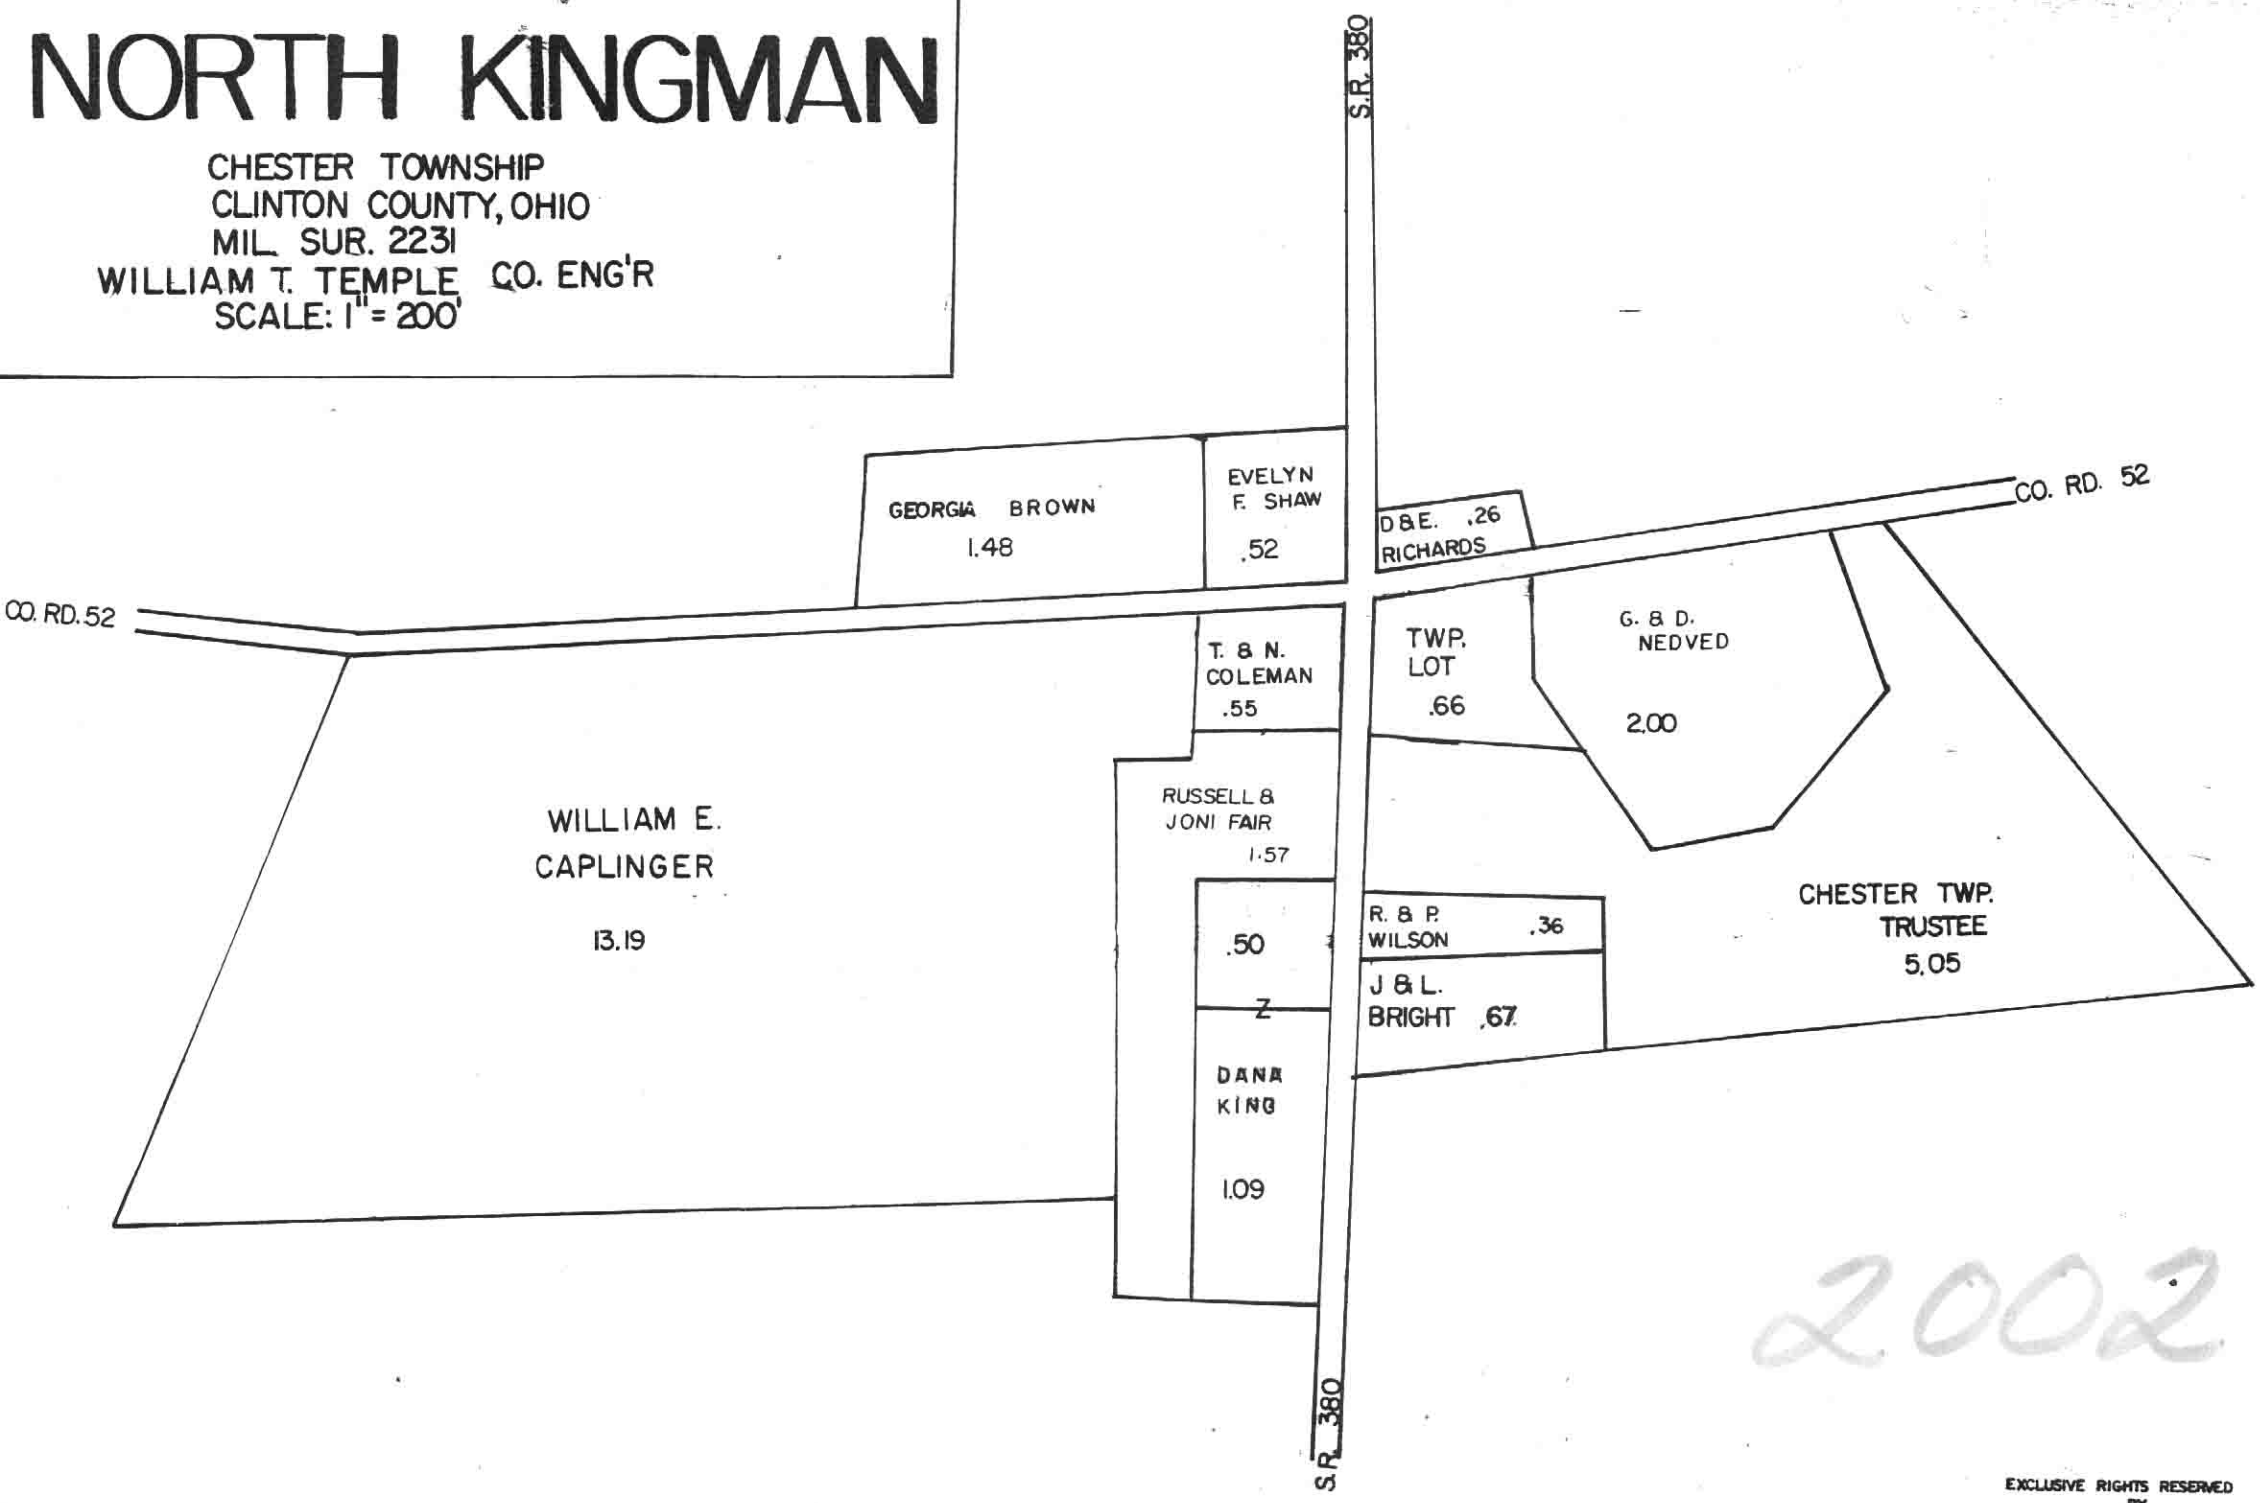 NORTH KINGMAN
CHESTER TOWNSHIP
CLINTON COUNTY, OHIO
MIL. SUR. 2231
WILLIAM T. TEMPLE CO. ENG'R
SCALE: 1" = 200'
S.R. 380
GEORGIA BROWN
1.48
EVELYN
F. SHAW
.52
D & E. .26
RICHARDS
CO. RD. 52
CO. RD. 52
T. & N.
COLEMAN
.55
TWP.
LOT
.66
G. & D.
NEDVED
2.00
WILLIAM E.
CAPLINGER
13.19
RUSSELL &
JONI FAIR
1.57
.50
Z
R. & P.
WILSON .36
J & L.
BRIGHT .67
CHESTER TWP.
TRUSTEE
5.05
DANA
KING
1.09
2002
S.R. 380
EXCLUSIVE RIGHTS RESERVED